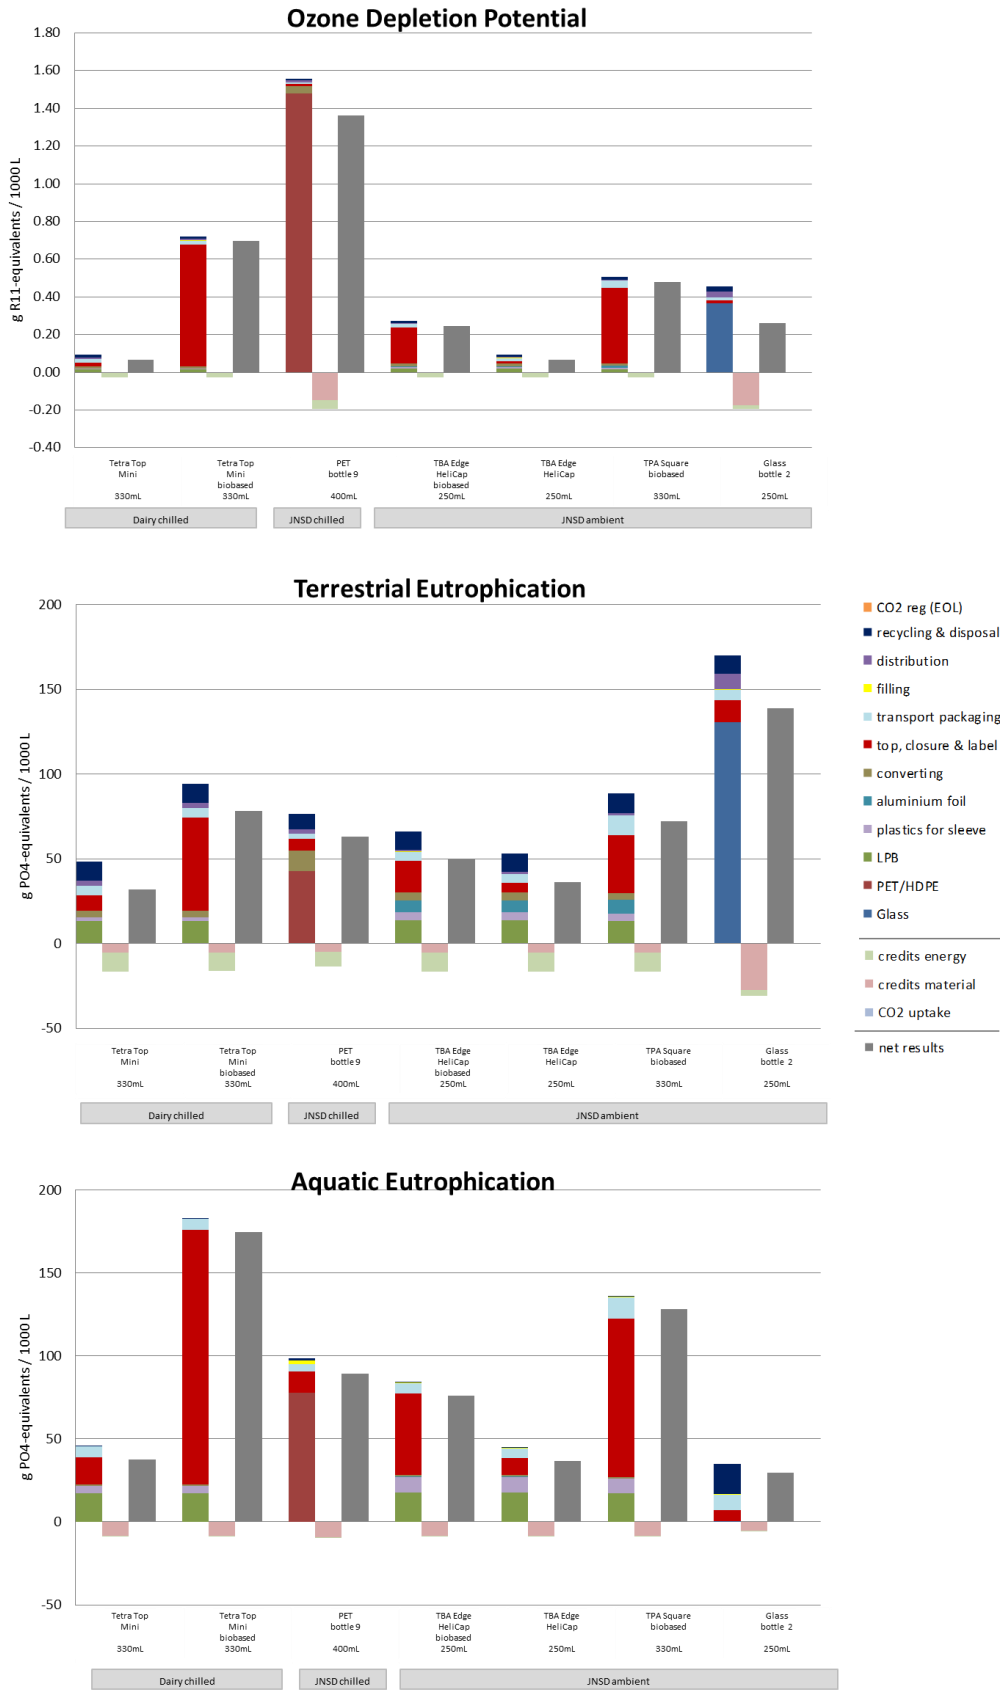 Ozone Depletion Potential
g R11-equivalents / 1000 L
1.80
1.60
1.40
1.20
1.00
0.80
0.60
0.40
0.20
0.00
-0.20
-0.40
Tetra Top
Mini
330mL
Tetra Top
Mini
biobased
330mL
PET
bottle 9
400mL
TBA Edge
HeliCap
biobased
250mL
TBA Edge
HeliCap
250mL
TPA Square
biobased
330mL
Glass
bottle 2
250mL
Dairy chilled
JNSD chilled
JNSD ambient
Terrestrial Eutrophication
g PO4-equivalents / 1000 L
200
150
100
50
0
-50
Tetra Top
Mini
330mL
Tetra Top
Mini
biobased
330mL
PET
bottle 9
400mL
TBA Edge
HeliCap
biobased
250mL
TBA Edge
HeliCap
250mL
TPA Square
biobased
330mL
Glass
bottle 2
250mL
Dairy chilled
JNSD chilled
JNSD ambient
CO2 reg (EOL)
recycling & disposal
distribution
filling
transport packaging
top, closure & label
converting
aluminium foil
plastics for sleeve
LPB
PET/HDPE
Glass
credits energy
credits material
CO2 uptake
net results
Aquatic Eutrophication
g PO4-equivalents / 1000 L
200
150
100
50
0
-50
Tetra Top
Mini
330mL
Tetra Top
Mini
biobased
330mL
PET
bottle 9
400mL
TBA Edge
HeliCap
biobased
250mL
TBA Edge
HeliCap
250mL
TPA Square
biobased
330mL
Glass
bottle 2
250mL
Dairy chilled
JNSD chilled
JNSD ambient